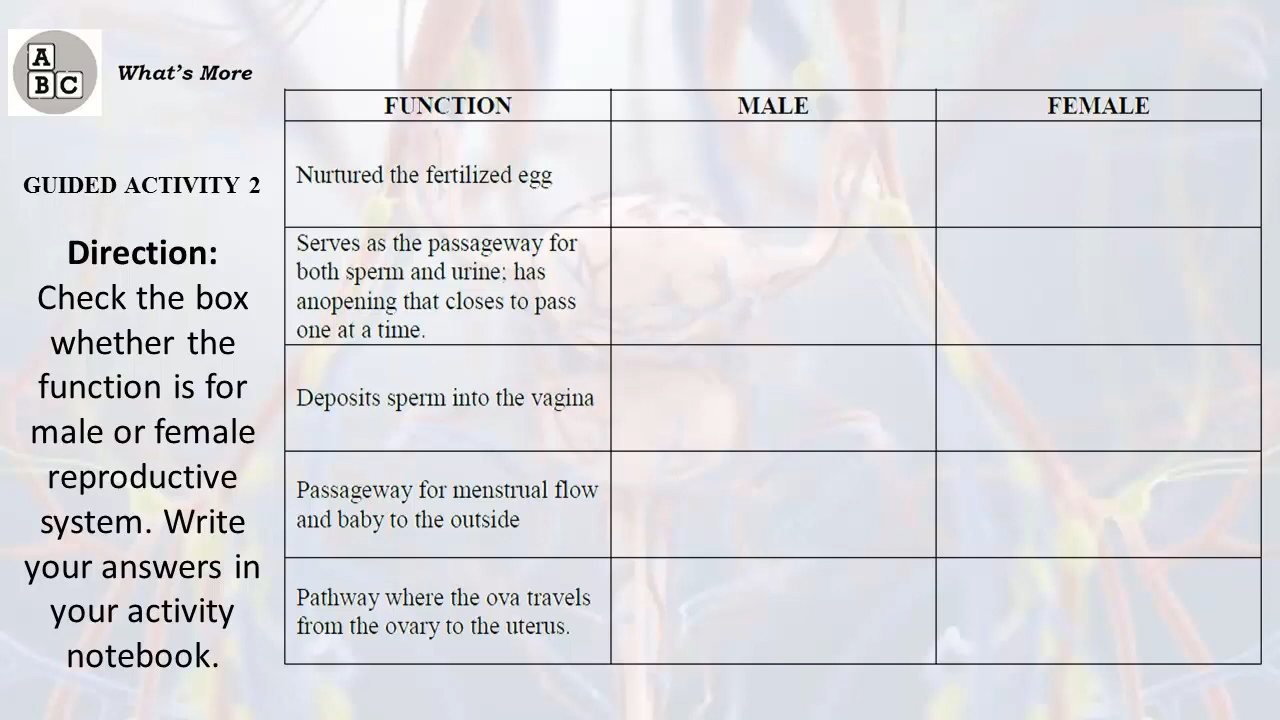 A
B C
What's More
GUIDED ACTIVITY 2
Direction:
Check the box
whether the
function is for
male or female
reproductive
system. Write
your answers in
your activity
notebook.
FUNCTION
MALE
FEMALE
Nurtured the fertilized egg
Serves as the passageway for
both sperm and urine; has
anopening that closes to pass
one at a time.
Deposits sperm into the vagina
Passageway for menstrual flow
and baby to the outside
Pathway where the ova travels
from the ovary to the uterus.